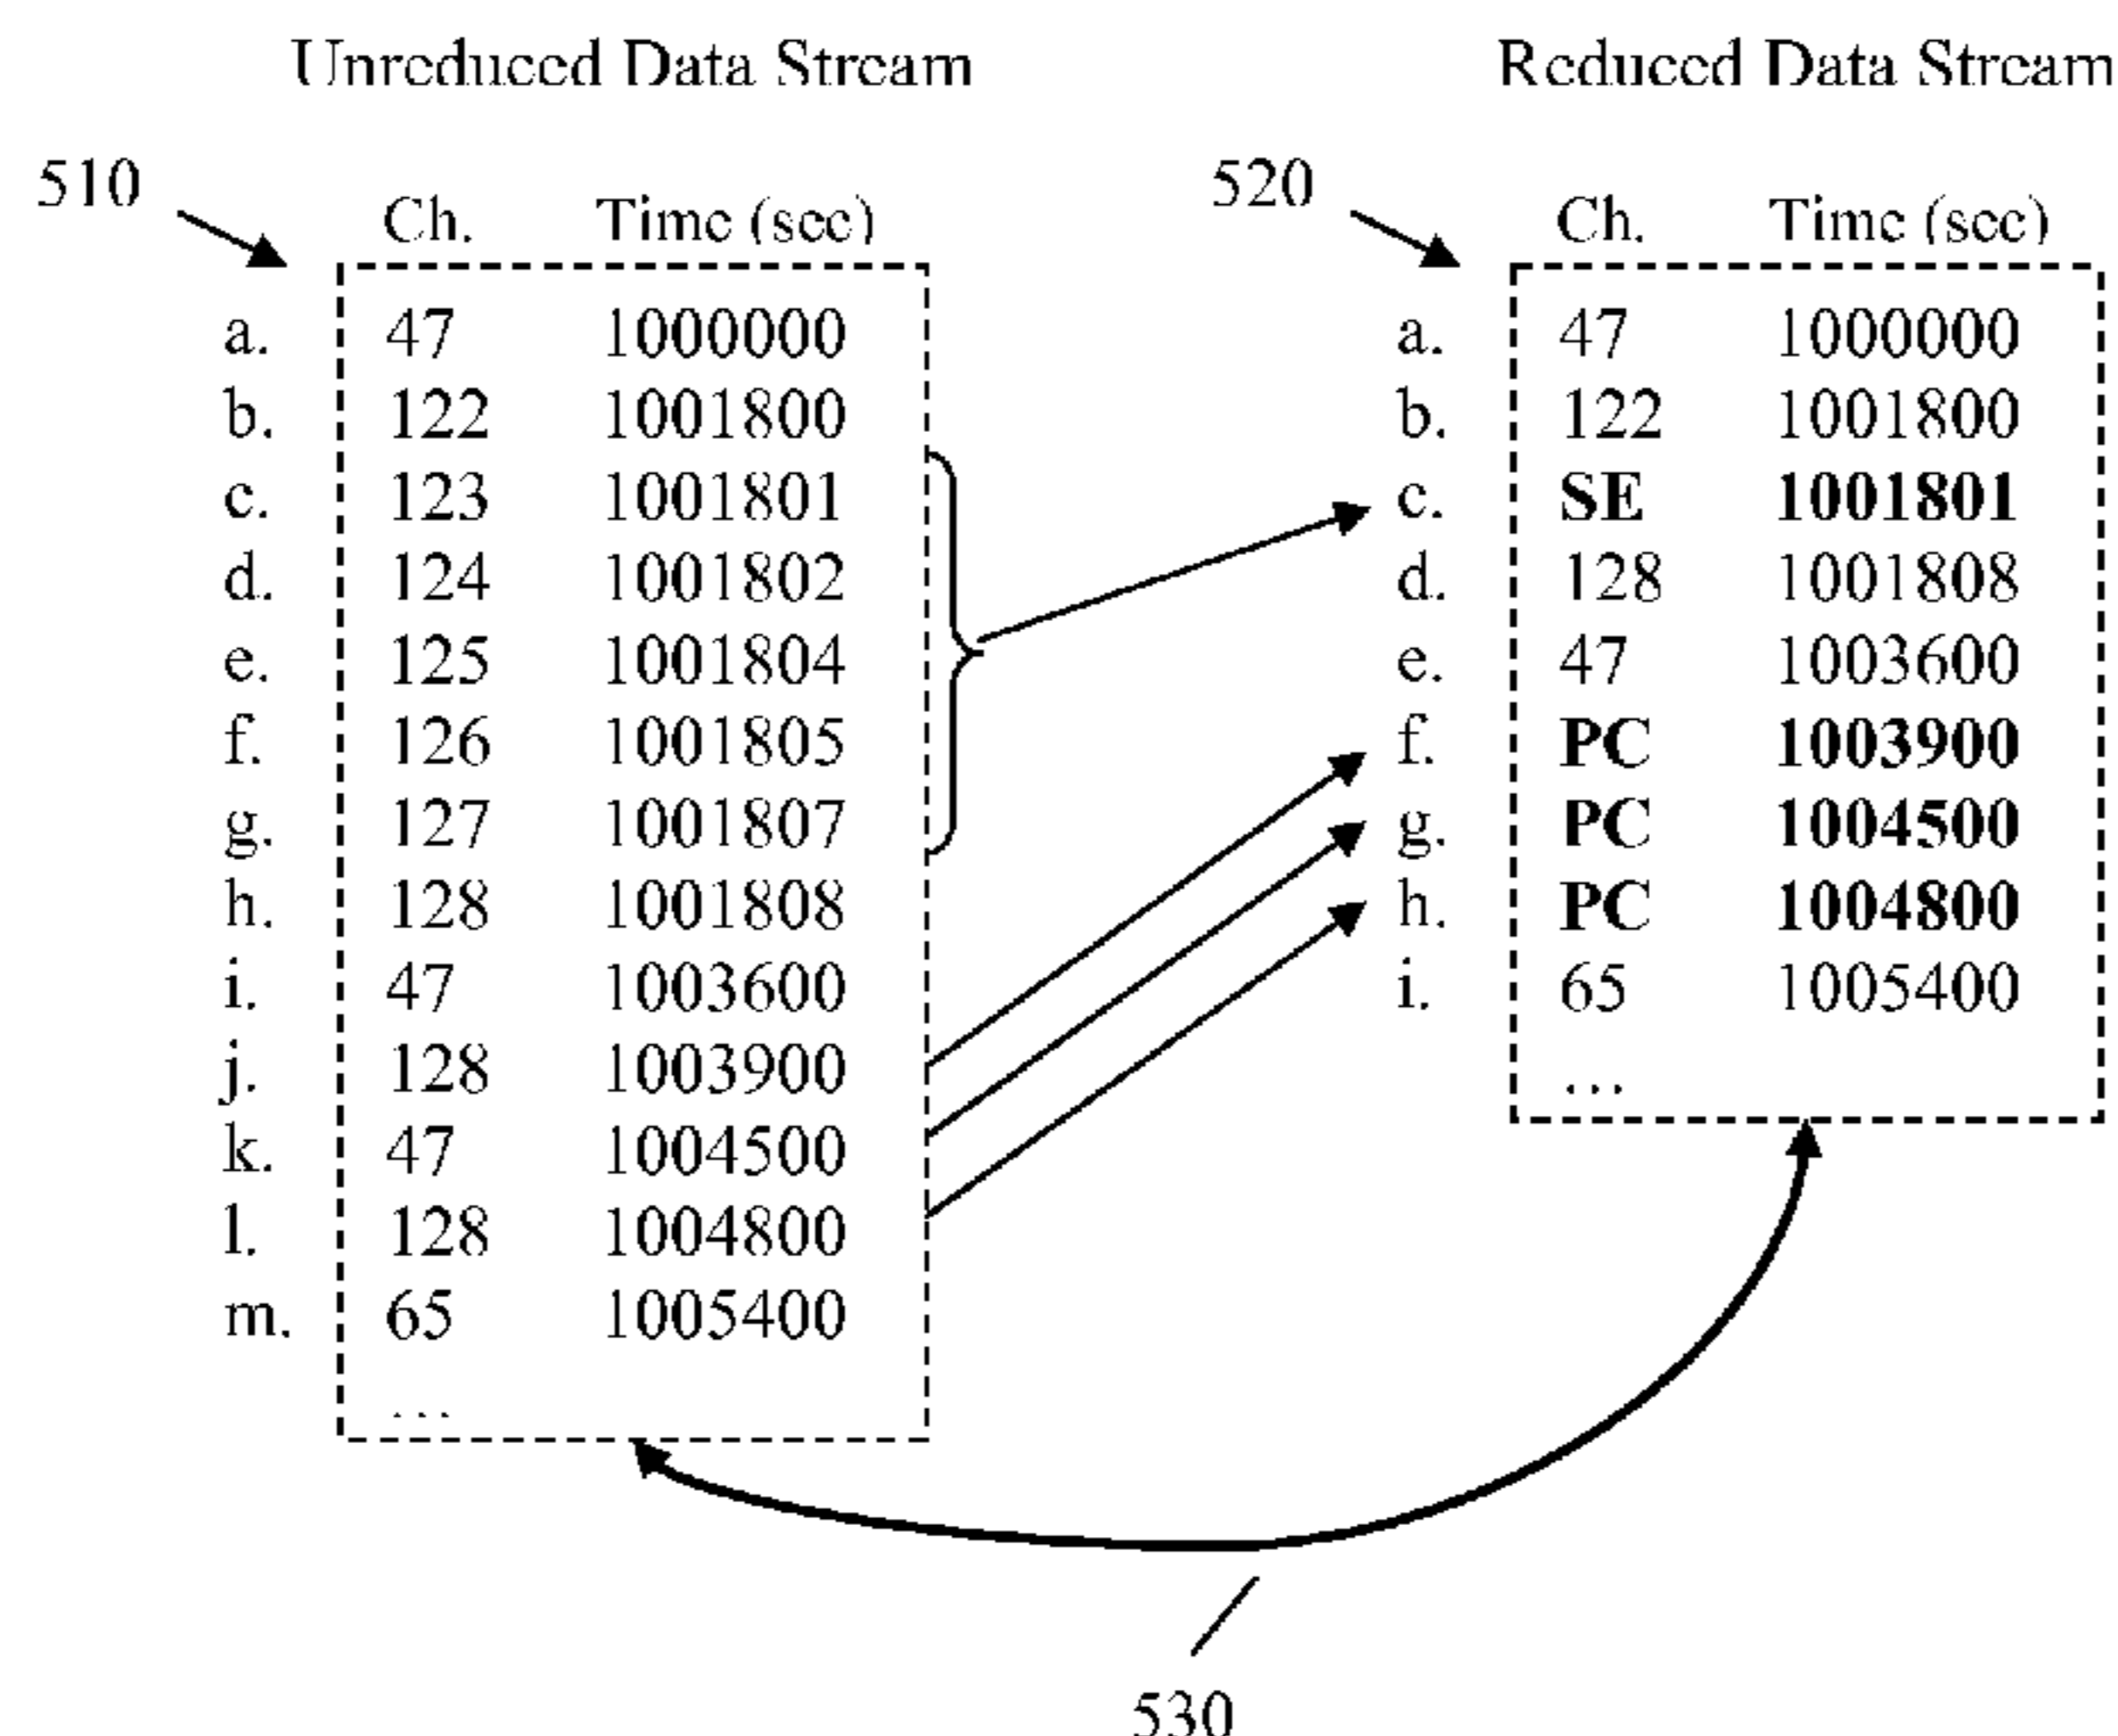 Unreduced Data Stream
510
Ch. Time (sec)
a. 47 1000000
b. 122 1001800
c. 123 1001801
d. 124 1001802
e. 125 1001804
f. 126 1001805
g. 127 1001807
h. 128 1001808
i. 47 1003600
j. 128 1003900
k. 47 1004500
l. 128 1004800
m. 65 1005400
...
Reduced Data Stream
520
Ch. Time (sec)
a. 47 1000000
b. 122 1001800
c. SE 1001801
d. 128 1001808
e. 47 1003600
f. PC 1003900
g. PC 1004500
h. PC 1004800
i. 65 1005400
...
530